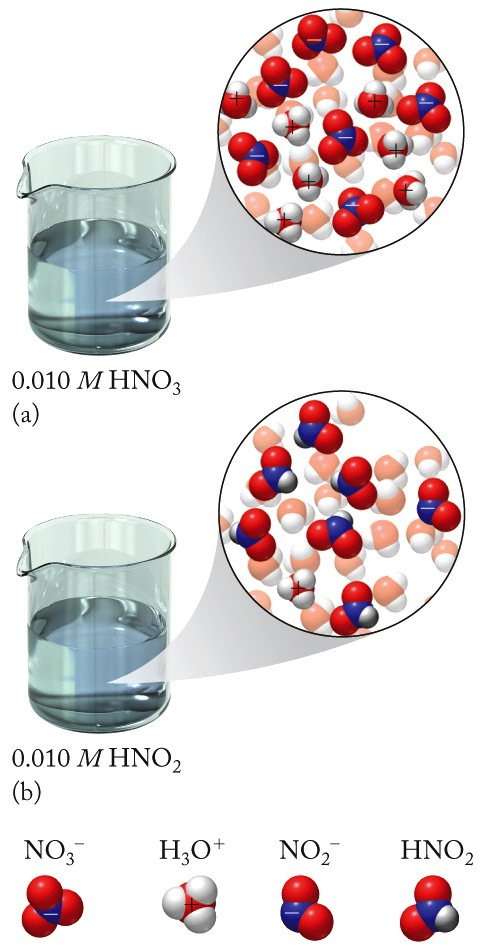 0.010 M HNO₃
(a)
0.010 M HNO₂
(b)
NO₃⁻ H₃O⁺ NO₂⁻ HNO₂